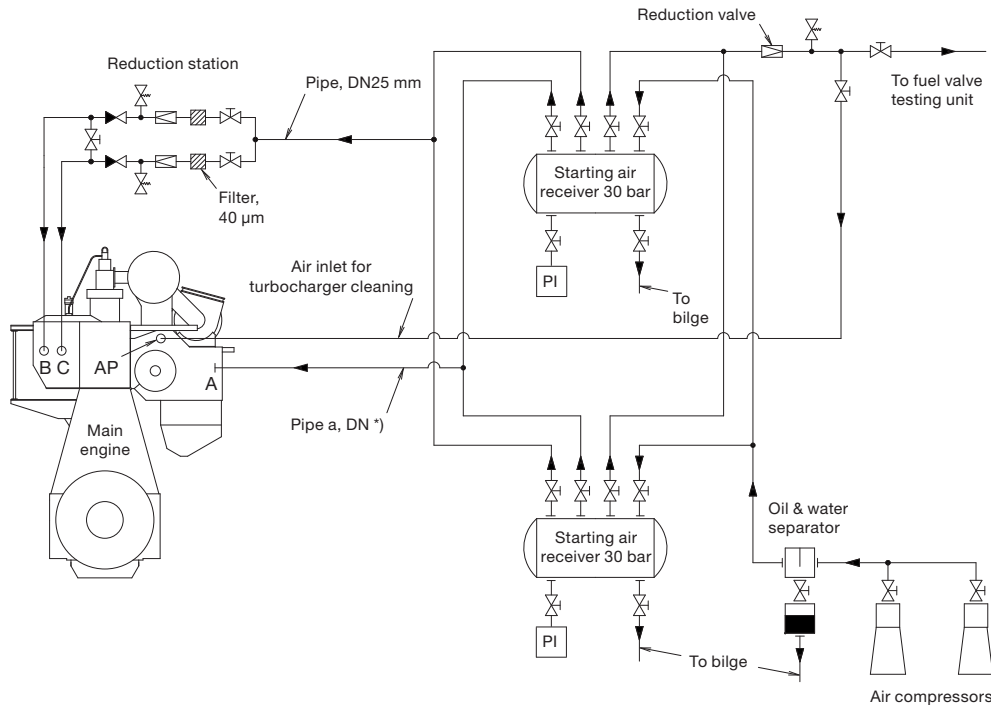 Reduction valve
Reduction station
Pipe, DN25 mm
To fuel valve
testing unit
Starting air
receiver 30 bar
Filter,
40 µm
PI
To
bilge
Air inlet for
turbocharger cleaning
B C AP A
Pipe a, DN *)
Main
engine
Oil & water
separator
Starting air
receiver 30 bar
PI
To bilge
Air compressors